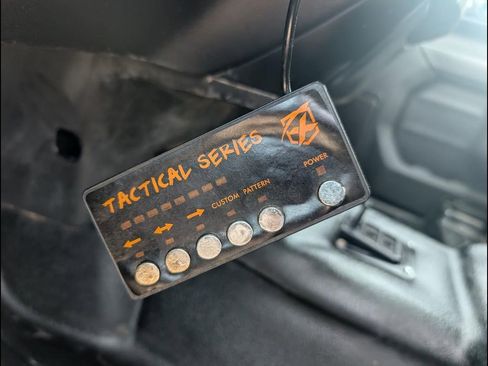 TACTICAL SERIES
CUSTOM PATTERN
POWER